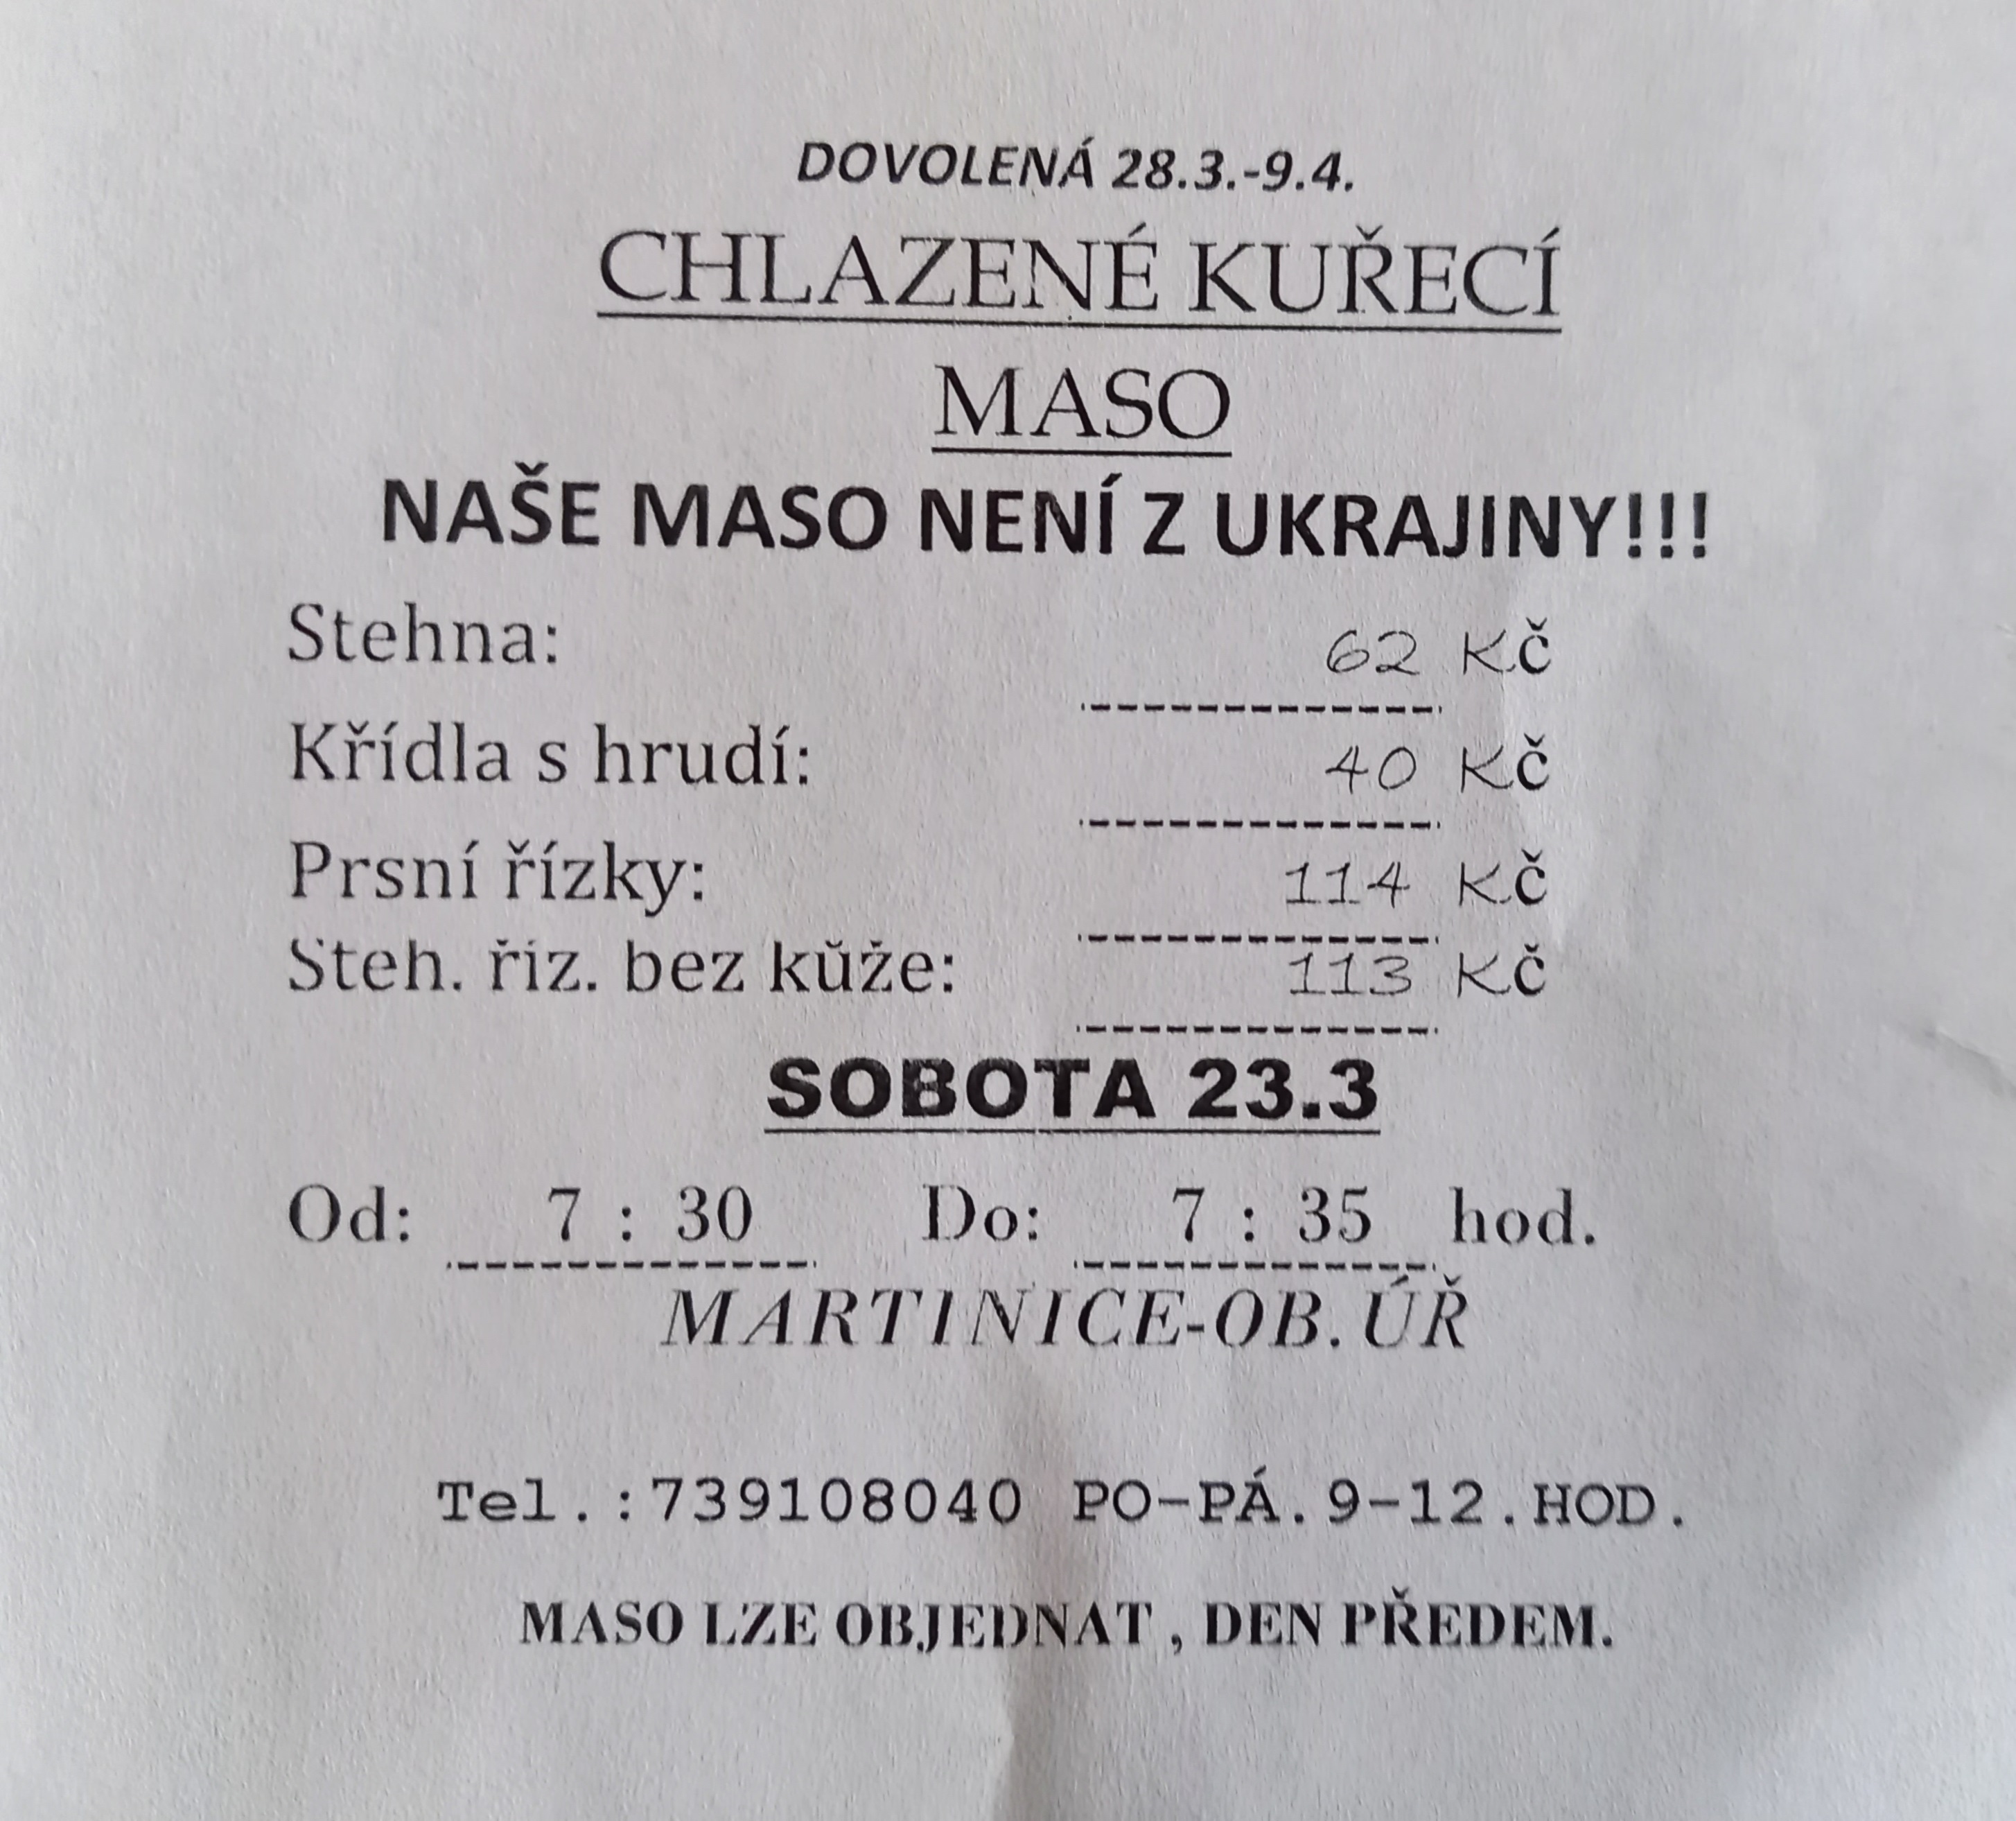 DOVOLENÁ 28.3.-9.4.
CHLAZENÉ KUŘECÍ
MASO
NAŠE MASO NENÍ Z UKRAJINY!!!
Stehna: 62 Kč
Křídla s hrudí: 40 Kč
Prsní řízky: 114 Kč
Steh. říz. bez kůže: 113 Kč
SOBOTA 23.3
Od: 7 : 30 Do: 7 : 35 hod.
MARTINICE-OB.ÚŘ
Tel.:739108040 PO-PÁ.9-12.HOD.
MASO LZE OBJEDNAT , DEN PŘEDEM.